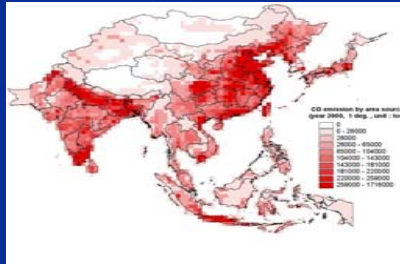 CO emission by area sourc
(year 2000, 1 deg., unit : to
0
0 - 26000
26000
26000 - 65000
65000 - 104000
104000 - 143000
143000 - 181000
181000 - 220000
220000 - 259000
259000 - 1716000